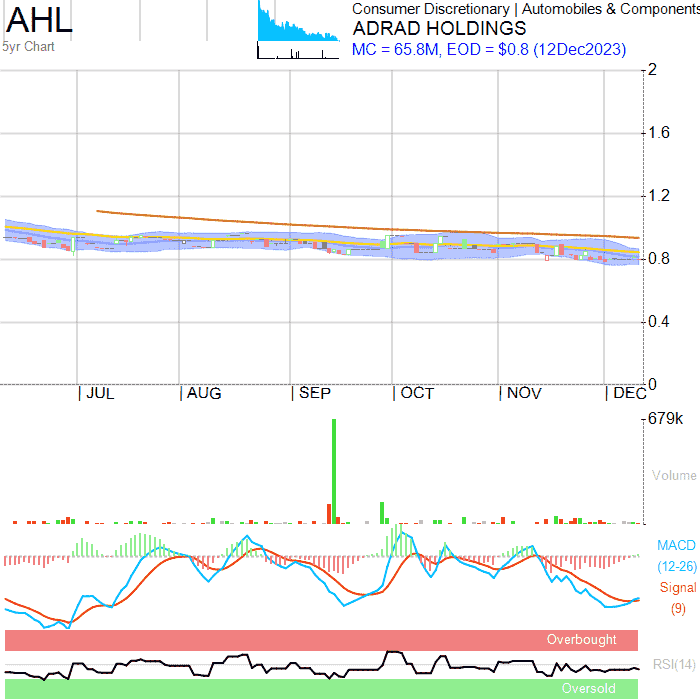 AHL
5yr Chart
Consumer Discretionary | Automobiles & Components
ADRAD HOLDINGS
MC = 65.8M, EOD = $0.8 (12Dec2023)
2
1.6
1.2
0.8
0.4
0
| JUL | AUG | SEP | OCT | NOV | DEC
679k
Volume
MACD
(12-26)
Signal
(9)
Overbought
RSI(14)
Oversold